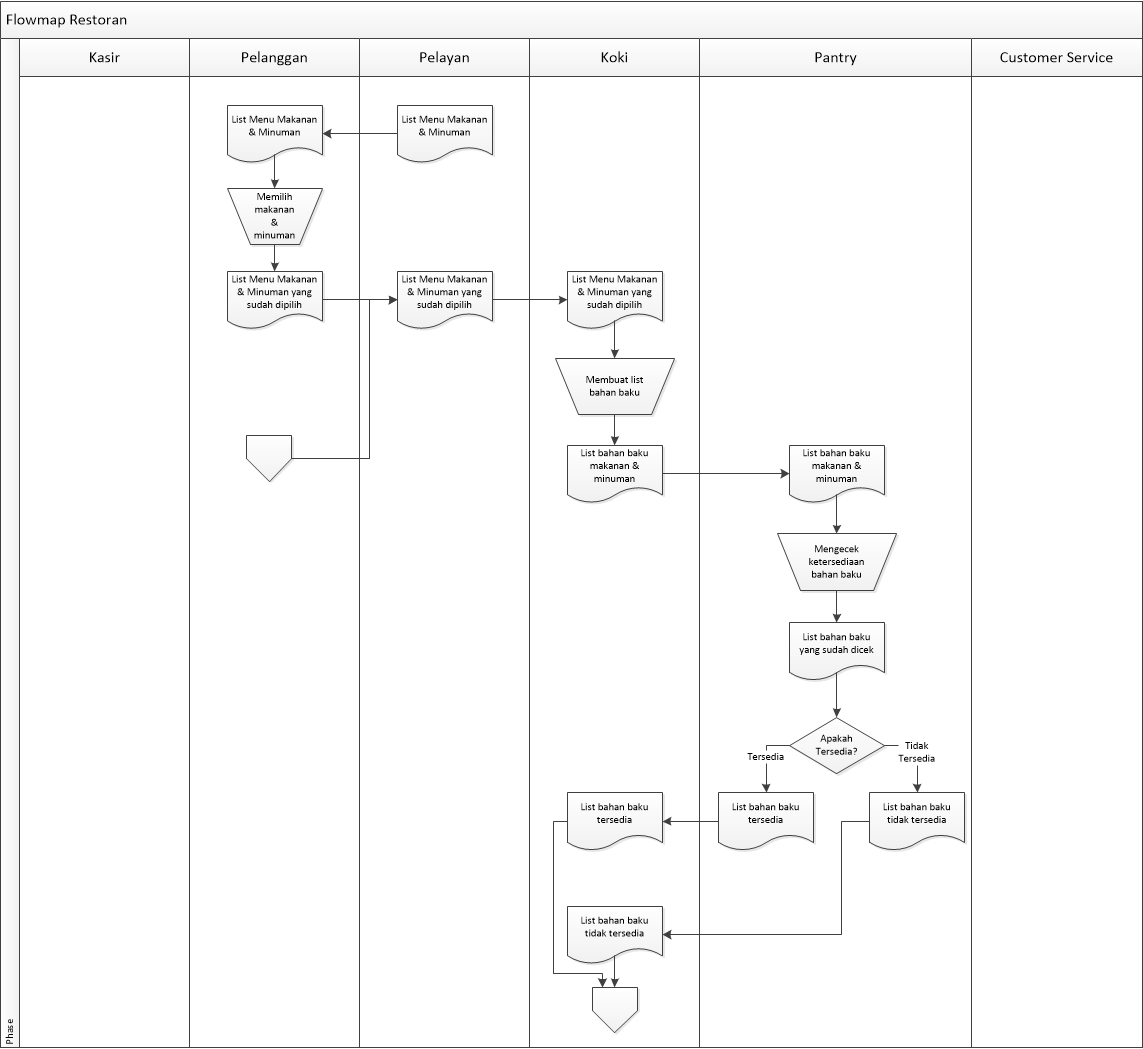 Flowmap Restoran
Kasir
Pelanggan
Pelayan
Koki
Pantry
Customer Service
List Menu Makanan
& Minuman
List Menu Makanan
& Minuman
Memilih
makanan
&
minuman
List Menu Makanan
& Minuman yang
sudah dipilih
List Menu Makanan
& Minuman yang
sudah dipilih
List Menu Makanan
& Minuman yang
sudah dipilih
Membuat list
bahan baku
List bahan baku
makanan &
minuman
List bahan baku
makanan &
minuman
Mengecek
ketersediaan
bahan baku
List bahan baku
yang sudah dicek
Apakah
Tersedia?
Tersedia
Tidak
Tersedia
List bahan baku
tersedia
List bahan baku
tersedia
List bahan baku
tidak tersedia
List bahan baku
tidak tersedia
Phase